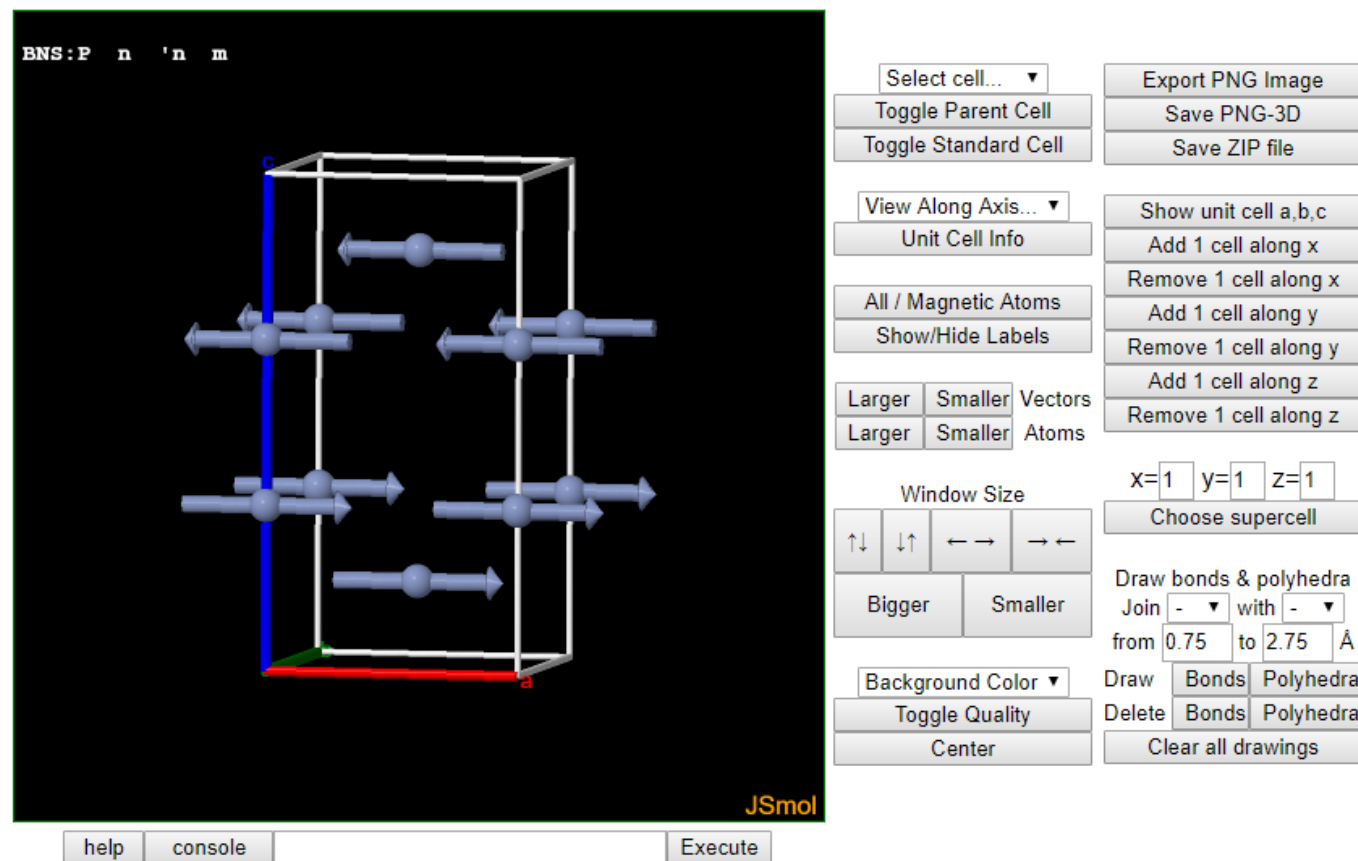 BNS:P n 'n m
c
a
JSmol
help console Execute
Select cell... ▼
Toggle Parent Cell
Toggle Standard Cell
View Along Axis... ▼
Unit Cell Info
All / Magnetic Atoms
Show/Hide Labels
Larger Smaller Vectors
Larger Smaller Atoms
Window Size
↑↓ ↓↑ ←→ →←
Bigger Smaller
Background Color ▼
Toggle Quality
Center
Export PNG Image
Save PNG-3D
Save ZIP file
Show unit cell a,b,c
Add 1 cell along x
Remove 1 cell along x
Add 1 cell along y
Remove 1 cell along y
Add 1 cell along z
Remove 1 cell along z
x=1 y=1 z=1
Choose supercell
Draw bonds & polyhedra
Join - ▼ with - ▼
from 0.75 to 2.75 Å
Draw Bonds Polyhedra
Delete Bonds Polyhedra
Clear all drawings